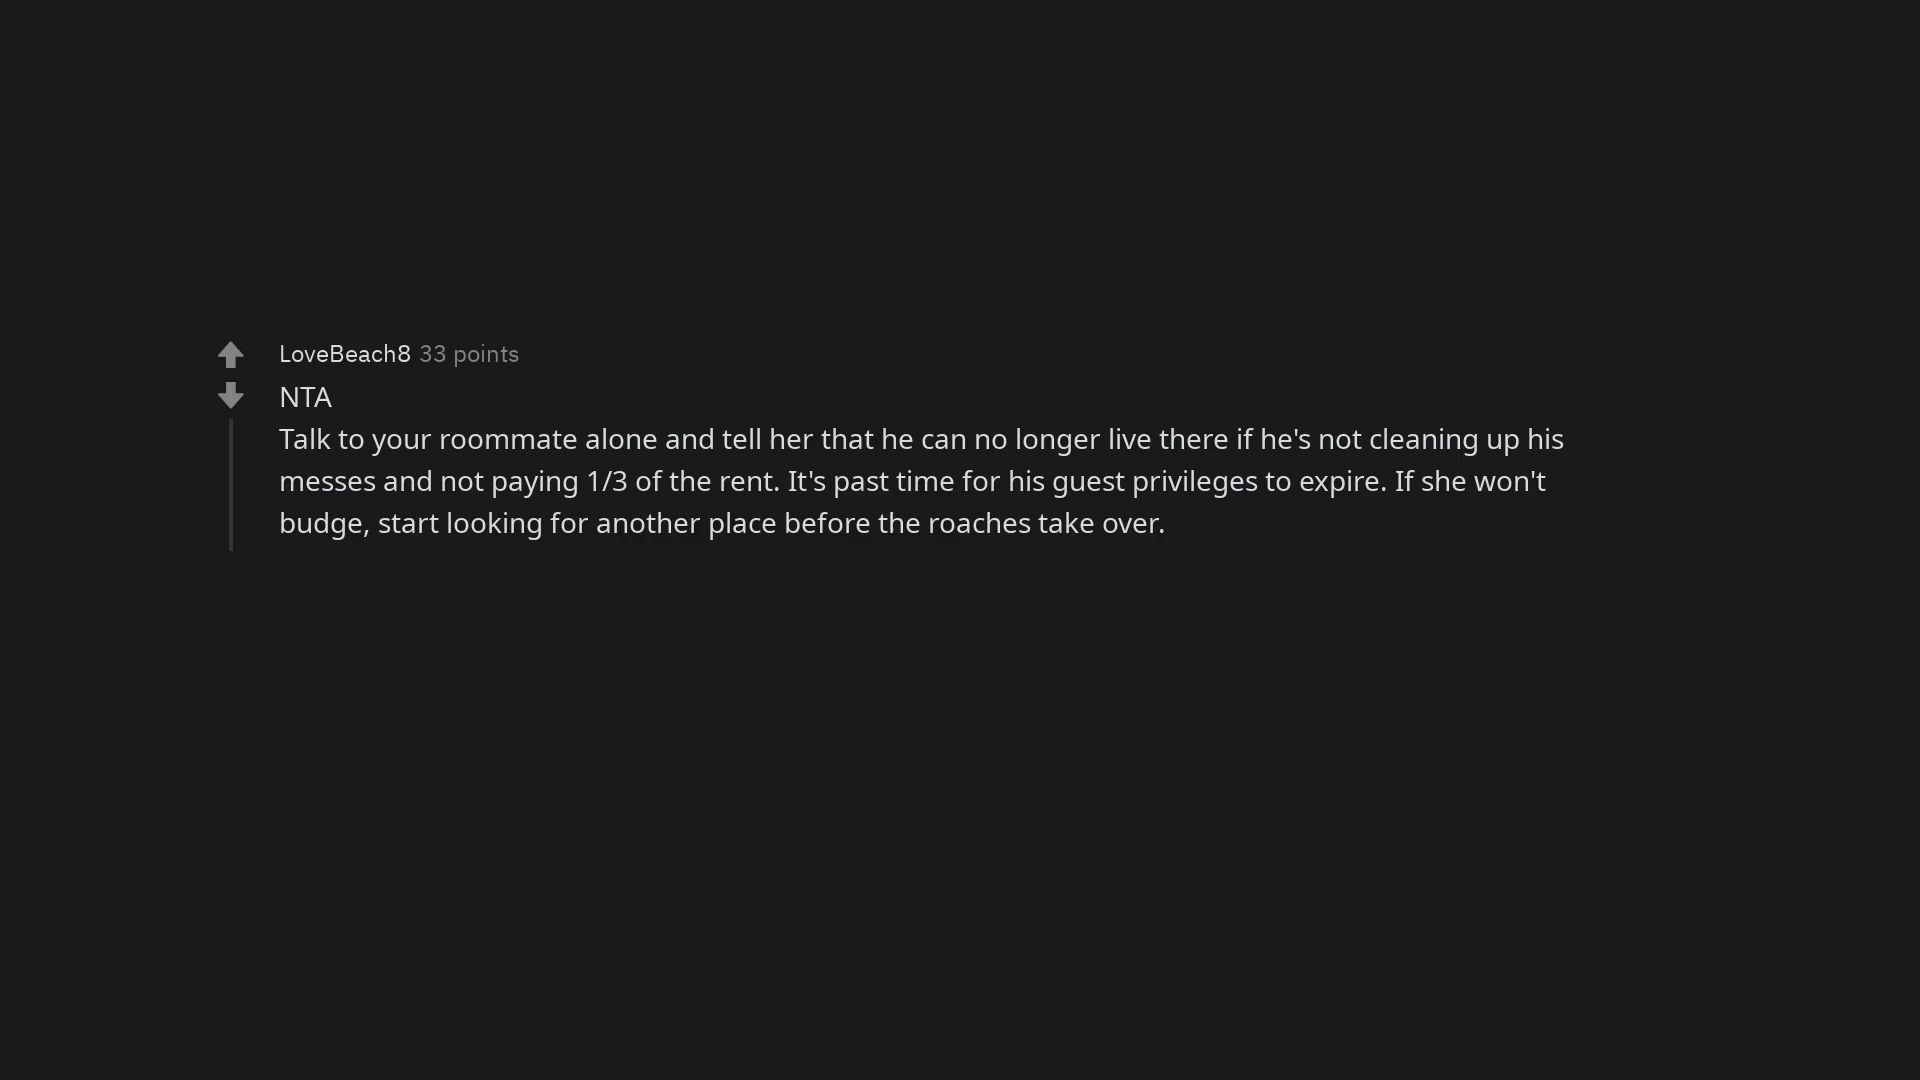 LoveBeach8 33 points
NTA
Talk to your roommate alone and tell her that he can no longer live there if he's not cleaning up his
messes and not paying 1/3 of the rent. It's past time for his guest privileges to expire. If she won't
budge, start looking for another place before the roaches take over.